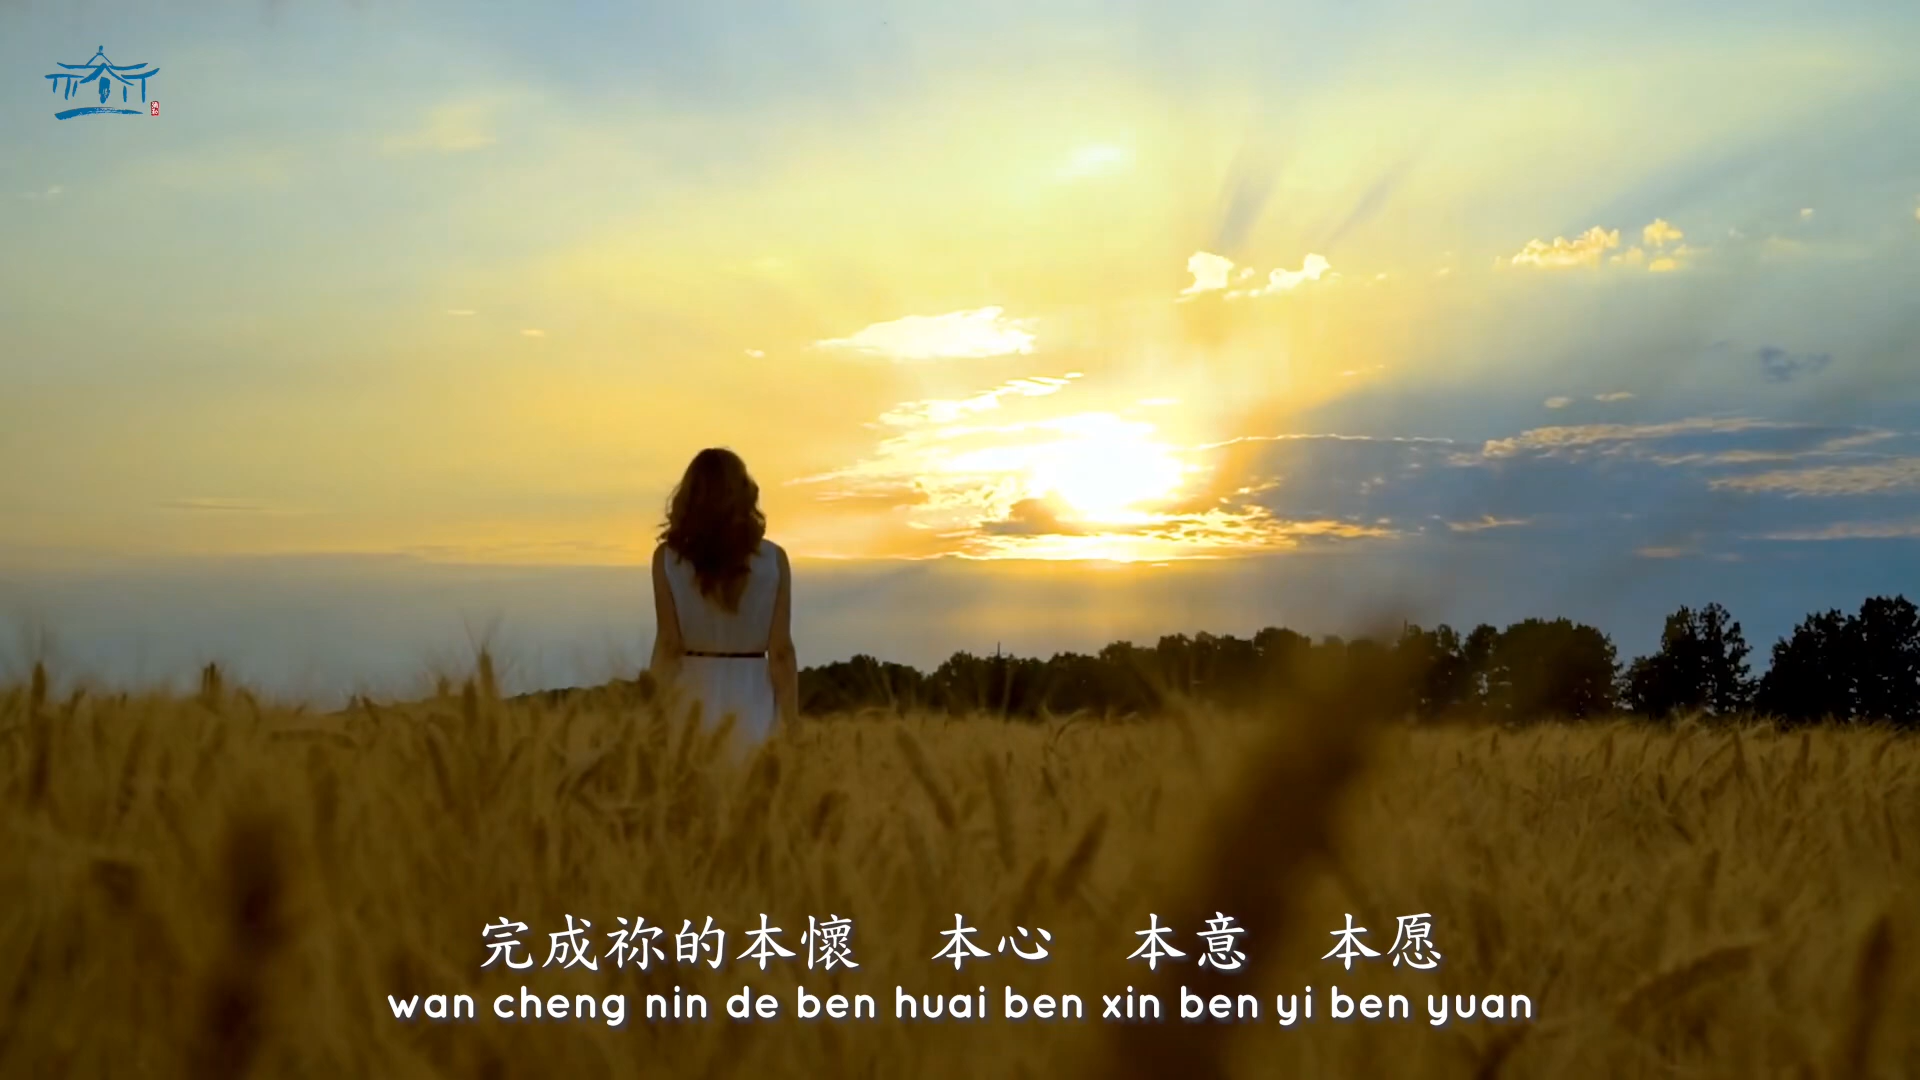 完成祢的本懷 本心 本意 本愿
wan cheng nin de ben huai ben xin ben yi ben yuan